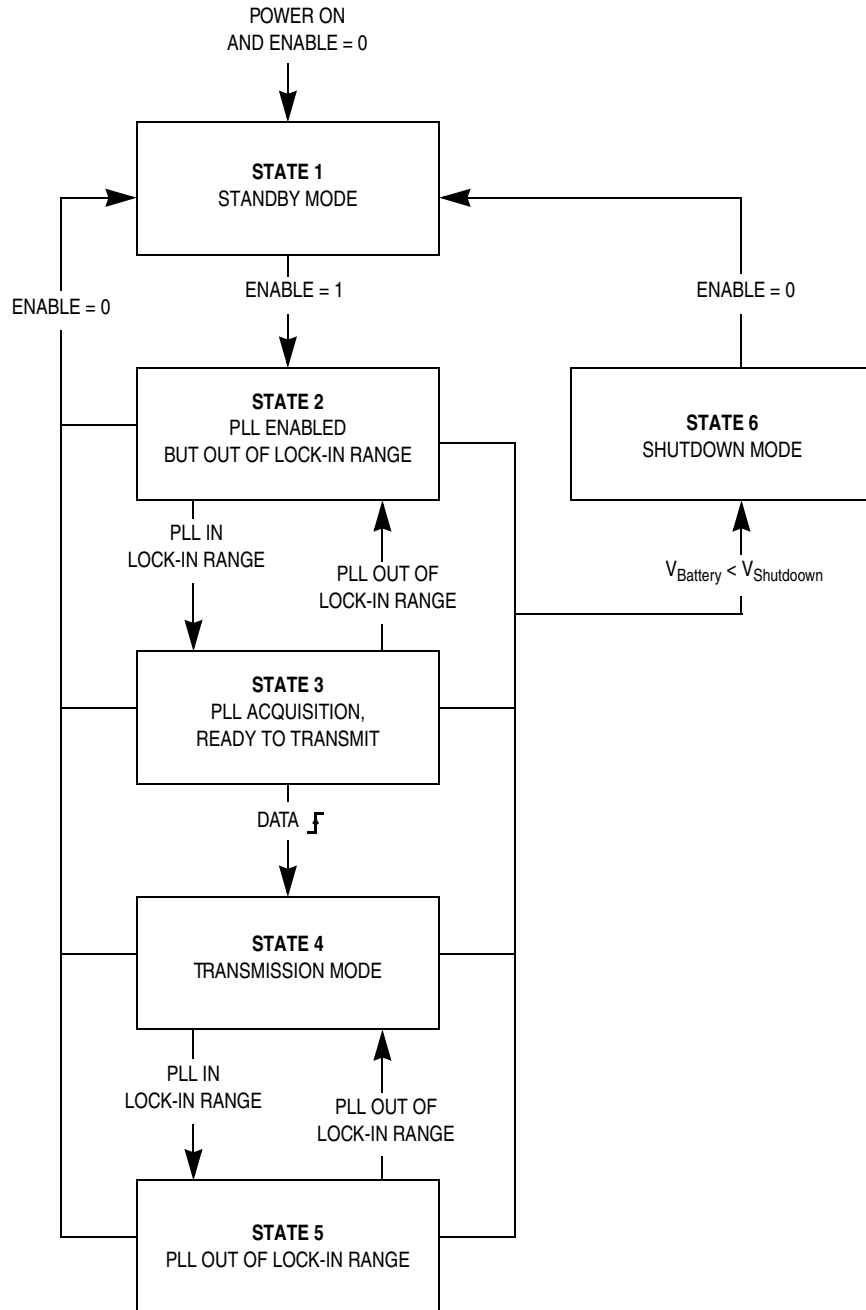 POWER ON
AND ENABLE = 0
STATE 1
STANDBY MODE
ENABLE = 0
ENABLE = 1
ENABLE = 0
STATE 2
PLL ENABLED
BUT OUT OF LOCK-IN RANGE
STATE 6
SHUTDOWN MODE
PLL IN
LOCK-IN RANGE
PLL OUT OF
LOCK-IN RANGE
VBattery < VShutdoown
STATE 3
PLL ACQUISITION,
READY TO TRANSMIT
DATA
STATE 4
TRANSMISSION MODE
PLL IN
LOCK-IN RANGE
PLL OUT OF
LOCK-IN RANGE
STATE 5
PLL OUT OF LOCK-IN RANGE